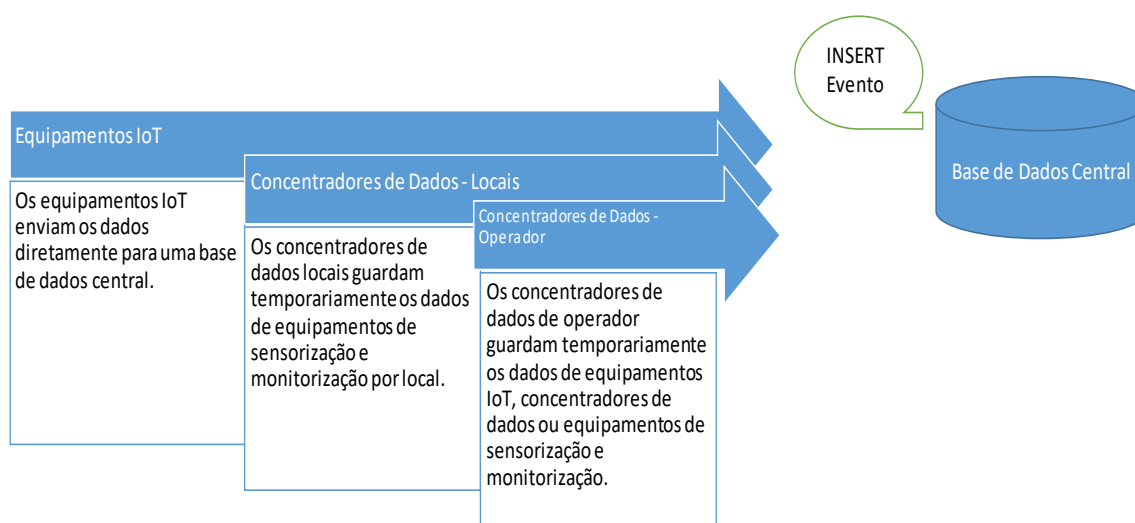 INSERT
Evento
Equipamentos IoT
Os equipamentos IoT
enviam os dados
diretamente para uma base
de dados central.
Concentradores de Dados - Locais
Os concentradores de
dados locais guardam
temporariamente os dados
de equipamentos de
sensorização e
monitorização por local.
Concentradores de Dados -
Operador
Os concentradores de
dados de operador
guardam temporariamente
os dados de equipamentos
IoT, concentradores de
dados ou equipamentos de
sensorização e
monitorização.
Base de Dados Central